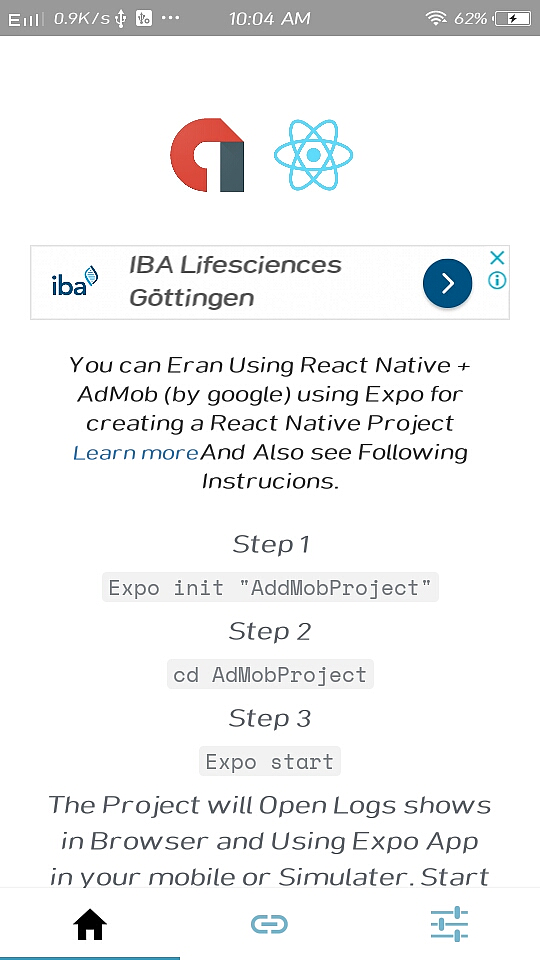 0.9K/s 10:04 AM 62%
iba
IBA Lifesciences
Göttingen
You can Eran Using React Native +
AdMob (by google) using Expo for
creating a React Native Project
Learn moreAnd Also see Following
Instrucions.
Step 1
Expo init "AddMobProject"
Step 2
cd AdMobProject
Step 3
Expo start
The Project will Open Logs shows
in Browser and Using Expo App
in your mobile or Simulater. Start